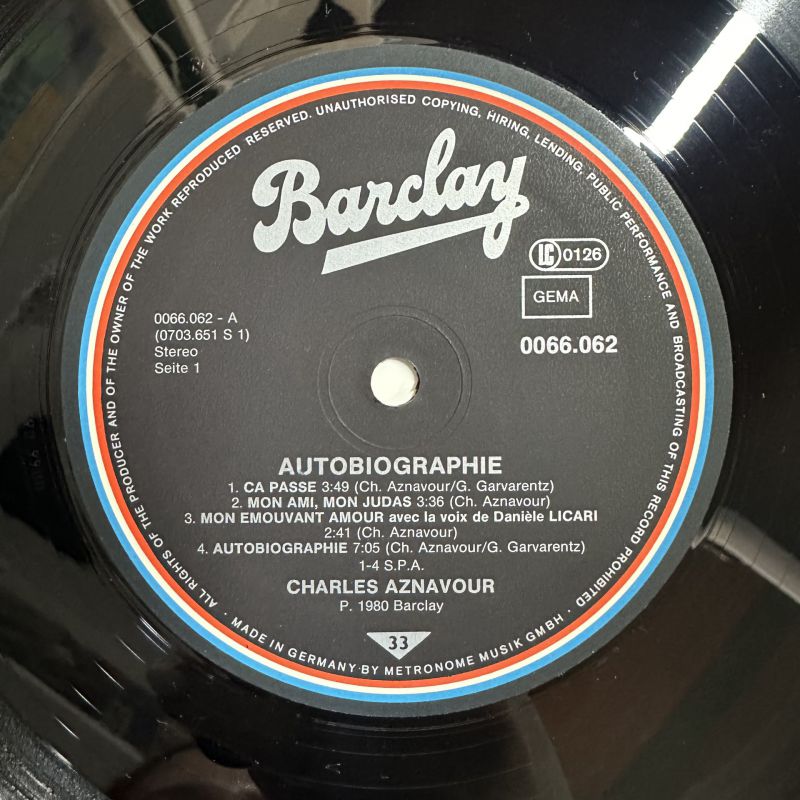 ALL RIGHTS OF THE PRODUCER AND OF THE OWNER OF THE WORK REPRODUCED RESERVED. UNAUTHORISED COPYING, HIRING, LENDING, PUBLIC PERFORMANCE AND BROADCASTING OF THIS RECORD PROHIBITED
Barclay
LC 0126
GEMA
0066.062
0066.062 - A
(0703.651 S 1)
Stereo
Seite 1
AUTOBIOGRAPHIE
1. CA PASSE 3:49 (Ch. Aznavour/G. Garvarentz)
2. MON AMI, MON JUDAS 3:36 (Ch. Aznavour)
3. MON EMOUVANT AMOUR avec la voix de Danièle LICARI
2:41 (Ch. Aznavour)
4. AUTOBIOGRAPHIE 7:05 (Ch. Aznavour/G. Garvarentz)
1-4 S.P.A.
CHARLES AZNAVOUR
P. 1980 Barclay
33
· MADE IN GERMANY·BY METRONOME MUSIK GMBH ·